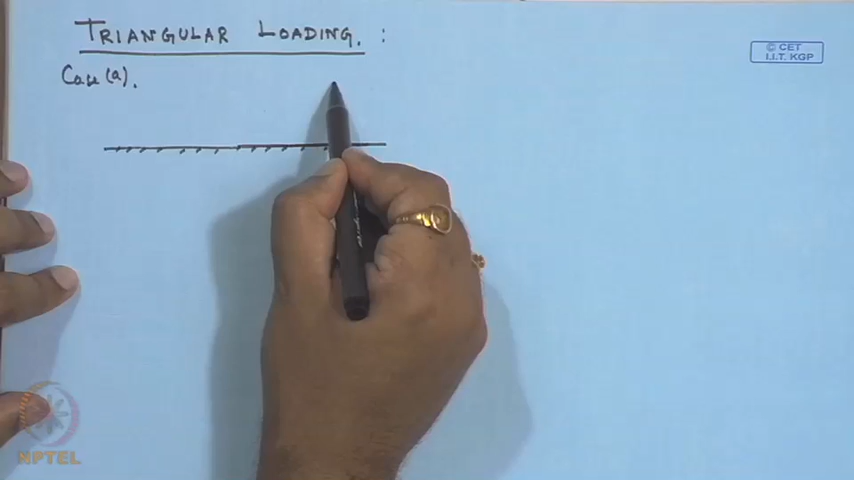 TRIANGULAR LOADING. :
© CET
I.I.T. KGP
Case (a).
NPTEL